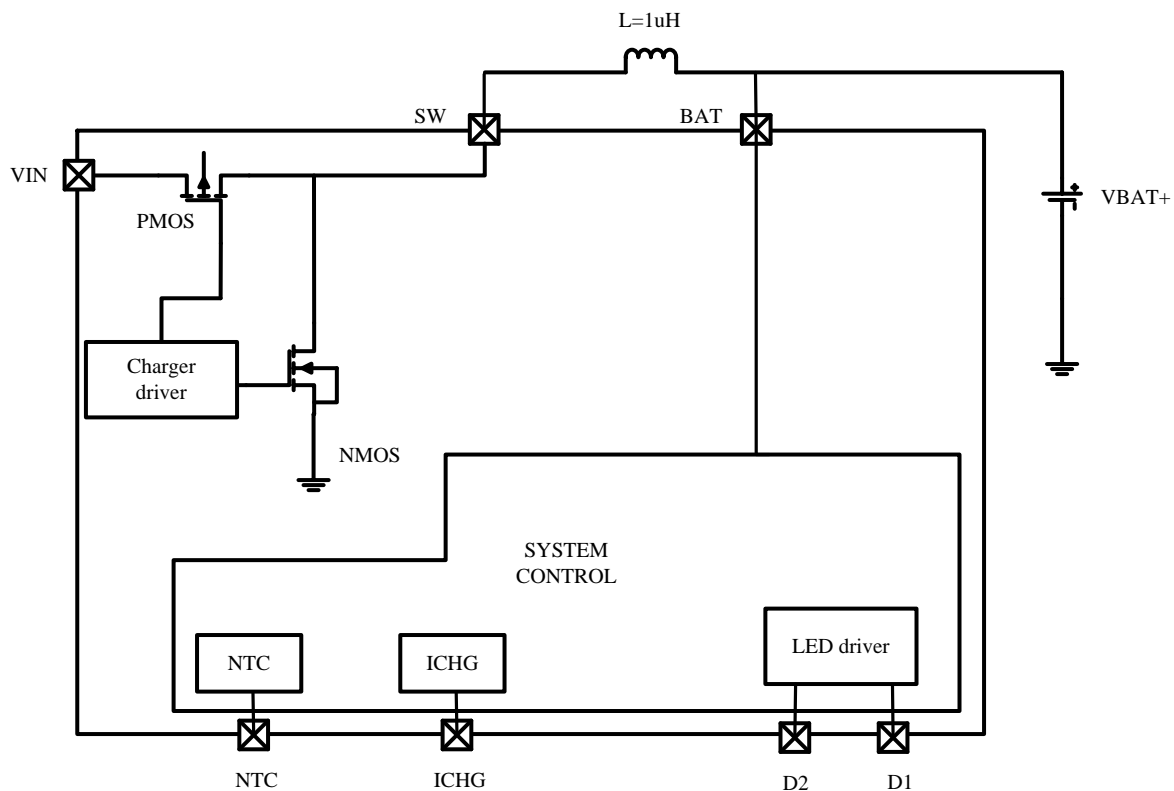 L=1uH
SW
BAT
VIN
PMOS
VBAT+
Charger
driver
NMOS
SYSTEM
CONTROL
NTC
ICHG
LED driver
NTC
ICHG
D2
D1